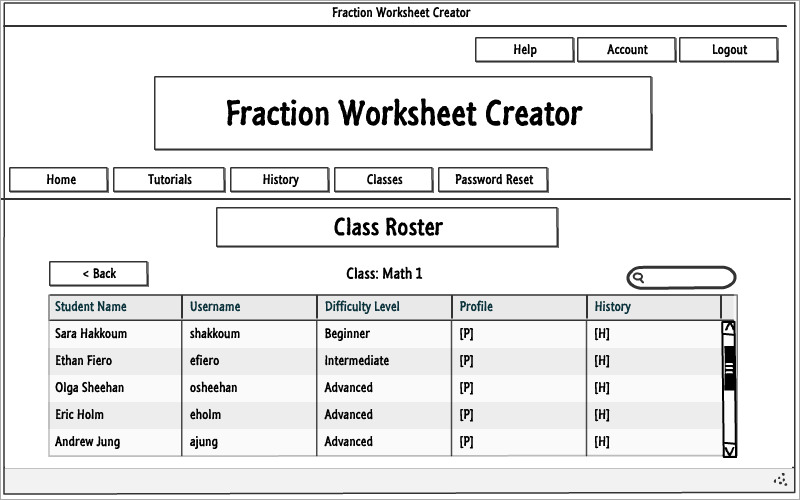 Fraction Worksheet Creator
Help Account Logout
Fraction Worksheet Creator
Home Tutorials History Classes Password Reset
Class Roster
< Back Class: Math 1
Student Name Username Difficulty Level Profile History
Sara Hakkoum shakkoum Beginner [P] [H]
Ethan Fiero efiero Intermediate [P] [H]
Olga Sheehan osheehan Advanced [P] [H]
Eric Holm eholm Advanced [P] [H]
Andrew Jung ajung Advanced [P] [H]